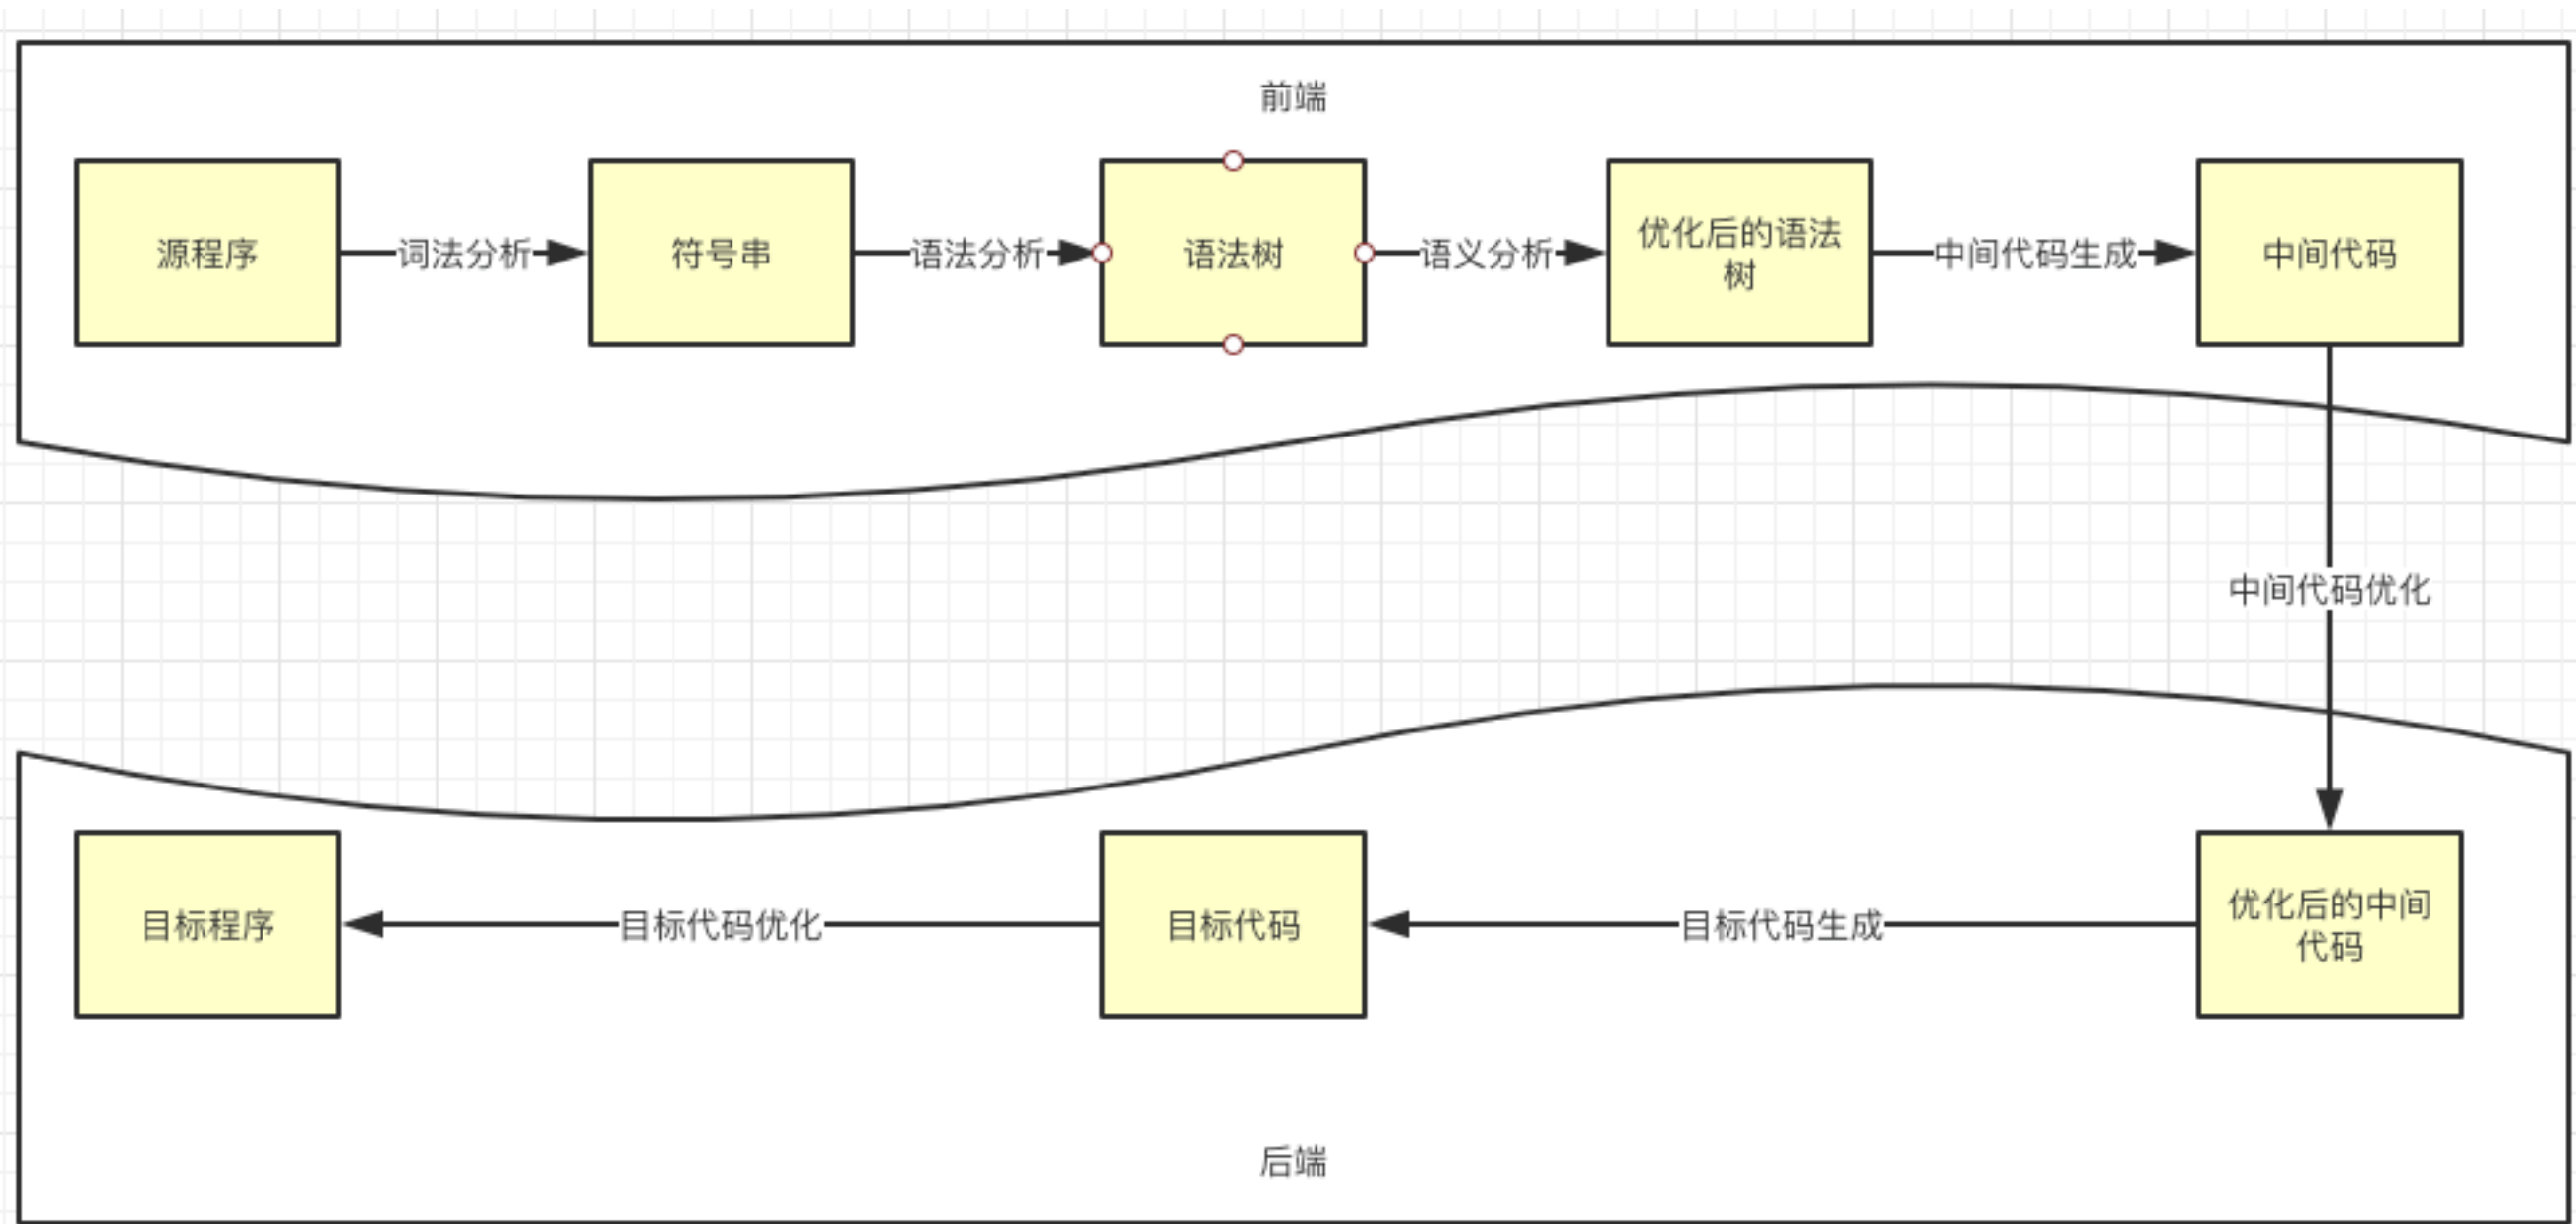 前端
源程序
词法分析
符号串
语法分析
语法树
语义分析
优化后的语法
树
中间代码生成
中间代码
中间代码优化
优化后的中间
代码
目标代码生成
目标代码
目标代码优化
目标程序
后端